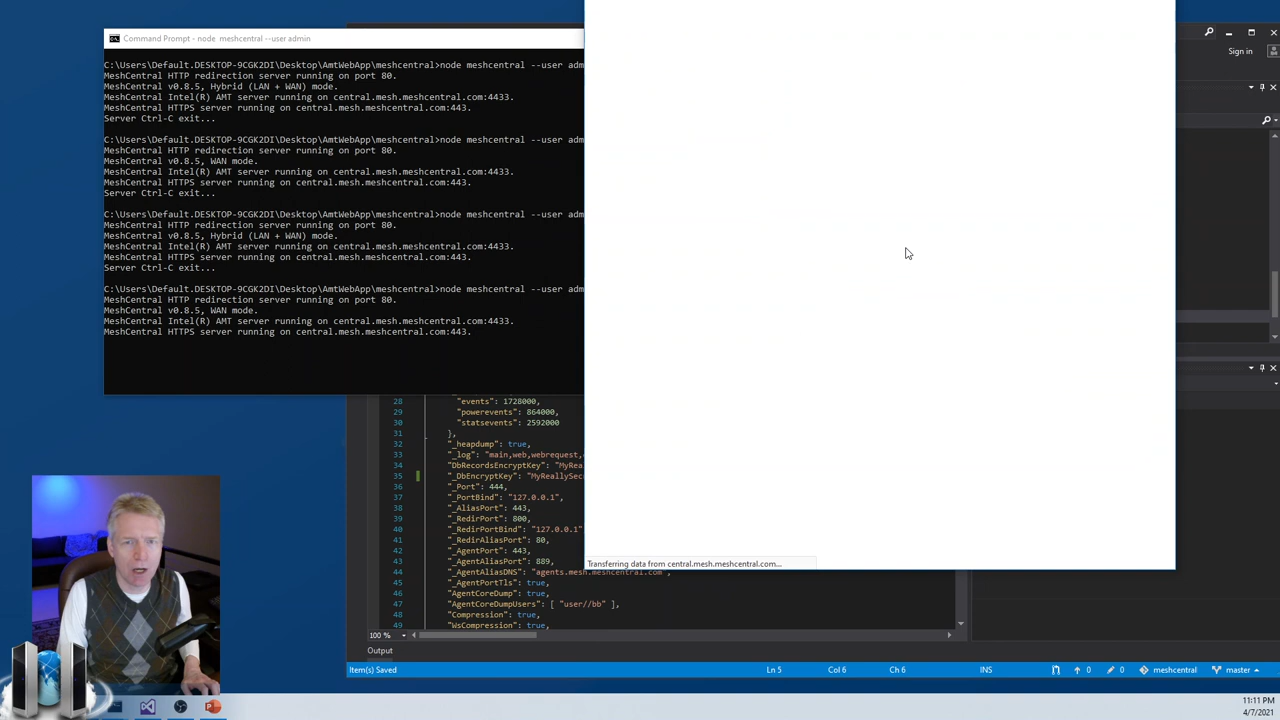 Command Prompt - node meshcentral --user admin
Sign in
C:\Users\Default.DESKTOP-9CGK2DI\Desktop\AmtWebApp\meshcentral>node meshcentral --user adm
MeshCentral HTTP redirection server running on port 80.
MeshCentral v0.8.5, Hybrid (LAN + WAN) mode.
MeshCentral Intel(R) AMT server running on central.mesh.meshcentral.com:4433.
MeshCentral HTTPS server running on central.mesh.meshcentral.com:443.
Server Ctrl-C exit...
C:\Users\Default.DESKTOP-9CGK2DI\Desktop\AmtWebApp\meshcentral>node meshcentral --user adm
MeshCentral HTTP redirection server running on port 80.
MeshCentral v0.8.5, WAN mode.
MeshCentral Intel(R) AMT server running on central.mesh.meshcentral.com:4433.
MeshCentral HTTPS server running on central.mesh.meshcentral.com:443.
Server Ctrl-C exit...
C:\Users\Default.DESKTOP-9CGK2DI\Desktop\AmtWebApp\meshcentral>node meshcentral --user adm
MeshCentral HTTP redirection server running on port 80.
MeshCentral v0.8.5, Hybrid (LAN + WAN) mode.
MeshCentral Intel(R) AMT server running on central.mesh.meshcentral.com:4433.
MeshCentral HTTPS server running on central.mesh.meshcentral.com:443.
Server Ctrl-C exit...
C:\Users\Default.DESKTOP-9CGK2DI\Desktop\AmtWebApp\meshcentral>node meshcentral --user adm
MeshCentral HTTP redirection server running on port 80.
MeshCentral v0.8.5, WAN mode.
MeshCentral Intel(R) AMT server running on central.mesh.meshcentral.com:4433.
MeshCentral HTTPS server running on central.mesh.meshcentral.com:443.
28 "events": 1728000,
29 "powerevents": 864000,
30 "statsevents": 2592000
31 },
32 "_heapdump": true,
33 "_log": "main,web,webrequest,
34 "DbRecordsEncryptKey": "MyRea
35 "_DbEncryptKey": "MyReallySec
36 "_Port": 444,
37 "_PortBind": "127.0.0.1",
38 "_AliasPort": 443,
39 "_RedirPort": 800,
40 "_RedirPortBind": "127.0.0.1"
41 "_RedirAliasPort": 80,
42 "_AgentPort": 443,
43 "_AgentAliasPort": 889,
44 "_AgentAliasDNS": "agents.mesh.meshcentral.com",
45 "_AgentPortTls": true,
46 "AgentCoreDump": true,
47 "AgentCoreDumpUsers": [ "user//bb" ],
48 "Compression": true,
49 "WsCompression": true,
Transferring data from central.mesh.meshcentral.com...
100 %
Output
Item(s) Saved Ln 5 Col 6 Ch 6 INS 0 0 meshcentral master
11:11 PM
4/7/2021